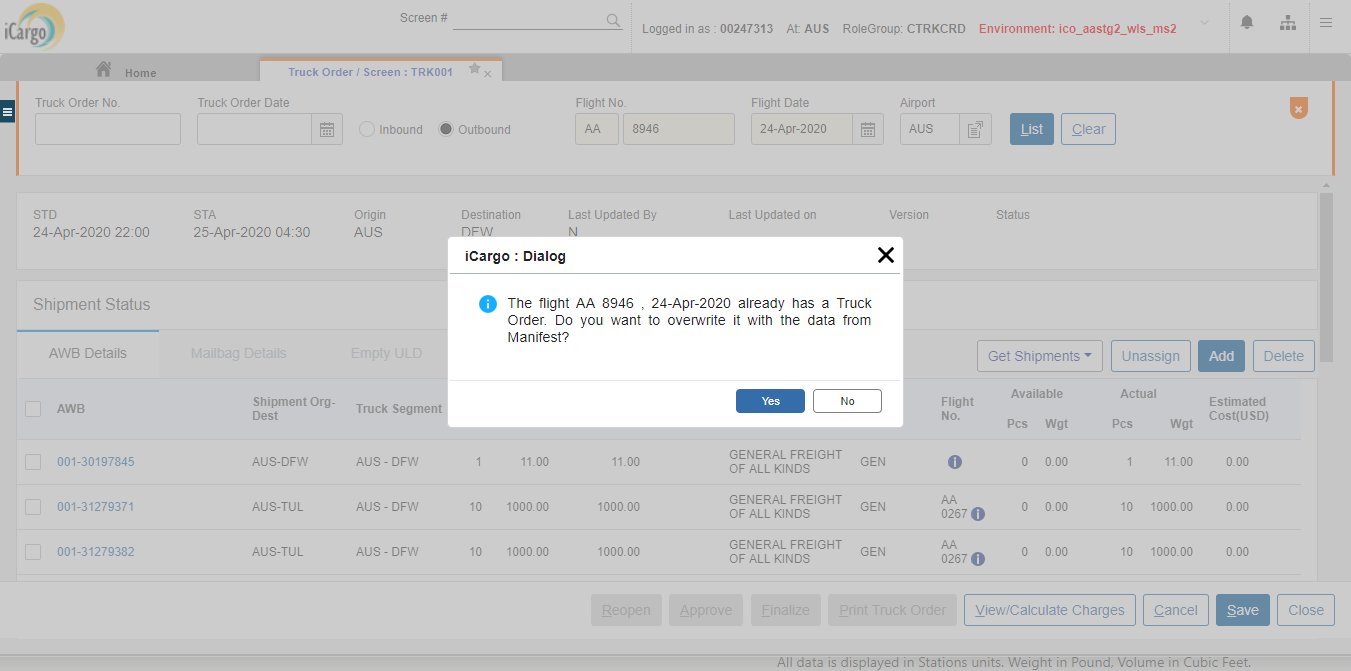 iCargo
Screen #
Logged in as : 00247313 At: AUS RoleGroup: CTRKCRD Environment: ico_aastg2_wls_ms2
Home
Truck Order / Screen : TRK001
Truck Order No. Truck Order Date Flight No. Flight Date Airport
Inbound Outbound AA 8946 24-Apr-2020 AUS List Clear
STD STA Origin Destination Last Updated By Last Updated on Version Status
24-Apr-2020 22:00 25-Apr-2020 04:30 AUS DFW N
iCargo : Dialog
The flight AA 8946 , 24-Apr-2020 already has a Truck
Order. Do you want to overwrite it with the data from
Manifest?
Yes No
Shipment Status
AWB Details Mailbag Details Empty ULD Get Shipments Unassign Add Delete
AWB Shipment Org-Dest Truck Segment Flight No. Available Pcs Wgt Actual Pcs Wgt Estimated Cost(USD)
001-30197845 AUS-DFW AUS - DFW 1 11.00 11.00 GENERAL FREIGHT OF ALL KINDS GEN 0 0.00 1 11.00 0.00
001-31279371 AUS-TUL AUS - DFW 10 1000.00 1000.00 GENERAL FREIGHT OF ALL KINDS GEN AA 0267 0 0.00 10 1000.00 0.00
001-31279382 AUS-TUL AUS - DFW 10 1000.00 1000.00 GENERAL FREIGHT OF ALL KINDS GEN AA 0267 0 0.00 10 1000.00 0.00
Reopen Approve Finalize Print Truck Order View/Calculate Charges Cancel Save Close
All data is displayed in Stations units. Weight in Pound, Volume in Cubic Feet.